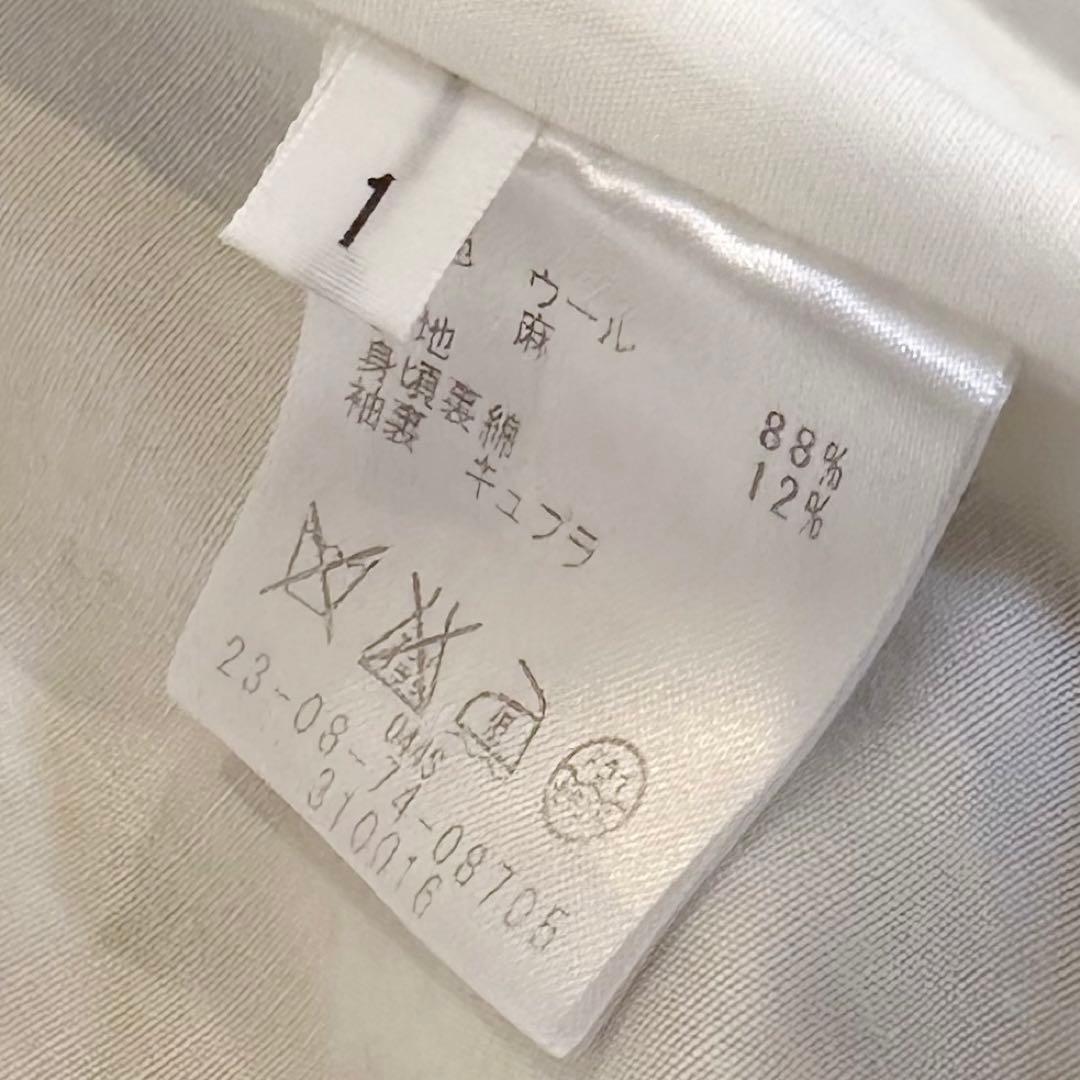 1
ウール 88%
麻 12%
地
身頃裏 綿
袖裏 キュプラ
中
23-08-74-08705
310016